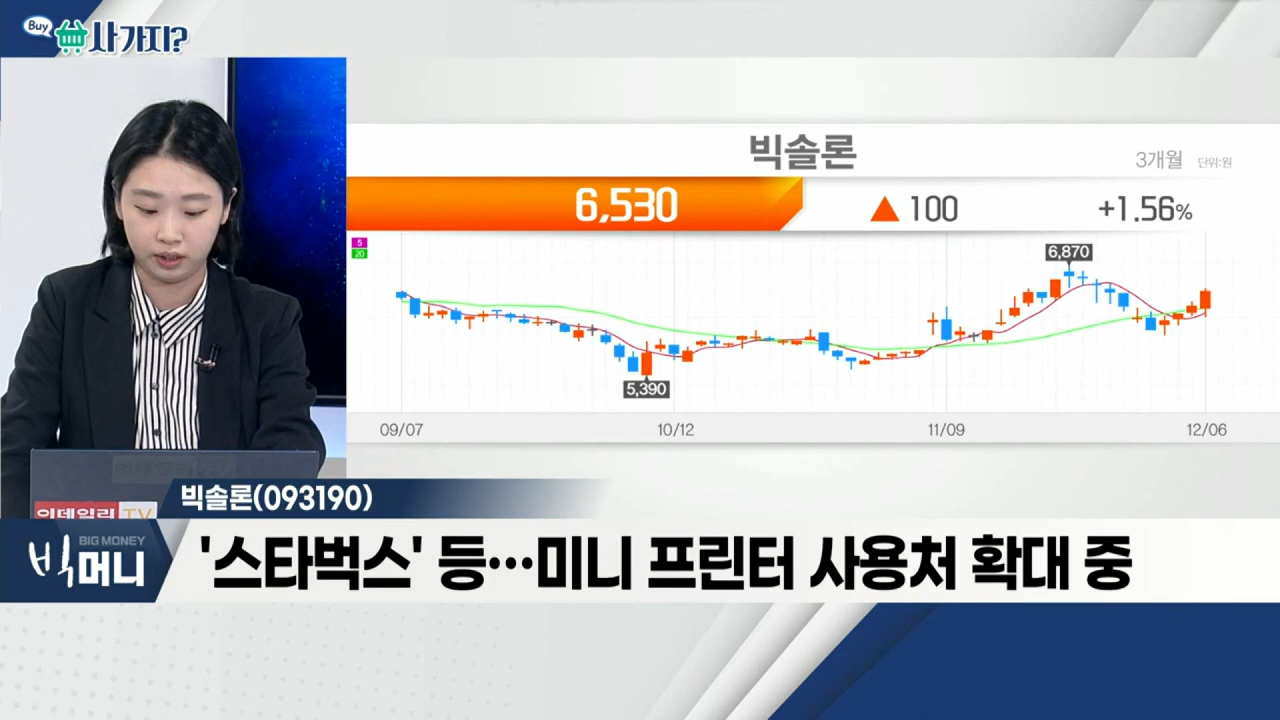 Buy
사가지?
빅솔론
3개월 단위:원
6,530 ▲ 100 +1.56%
5
20
6,870
5,390
09/07 10/12 11/09 12/06
이데일리 TV
빅솔론(093190)
BIG MONEY
빅머니
'스타벅스' 등…미니 프린터 사용처 확대 중